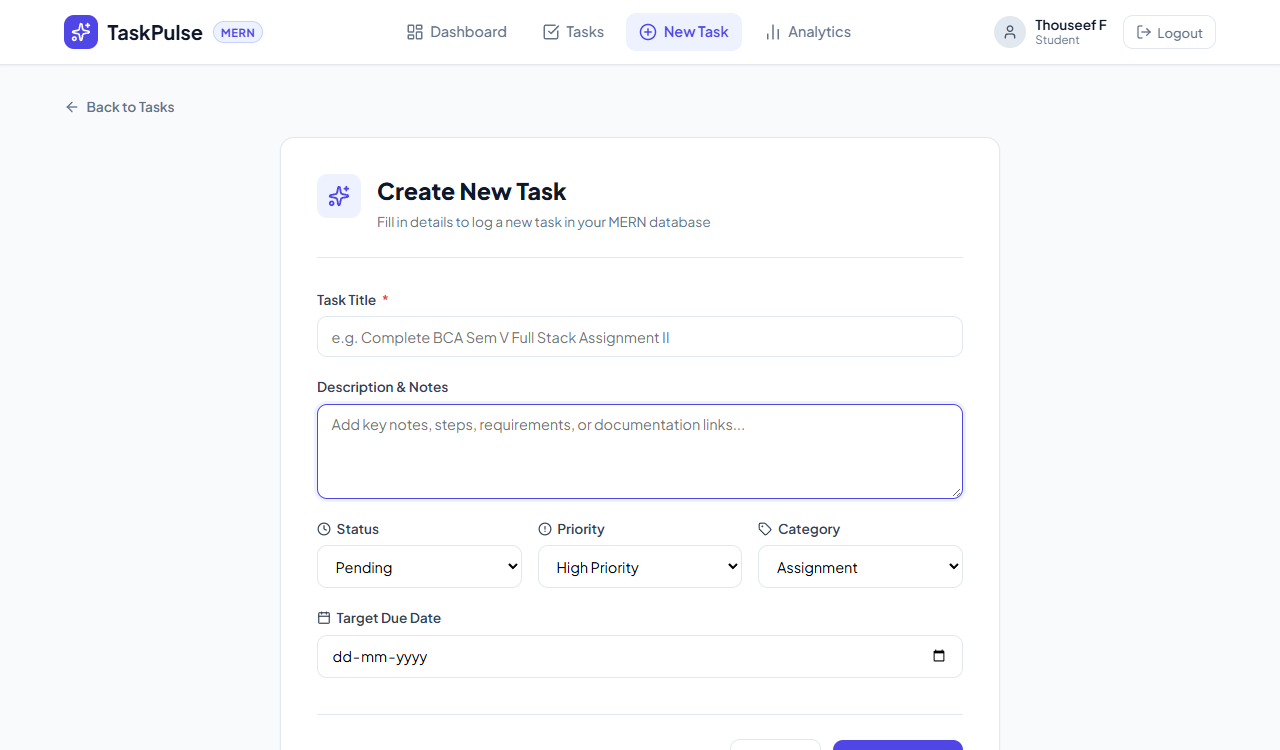 TaskPulse MERN
Dashboard Tasks New Task Analytics
Thouseef F
Student
Logout
Back to Tasks
Create New Task
Fill in details to log a new task in your MERN database
Task Title *
e.g. Complete BCA Sem V Full Stack Assignment II
Description & Notes
Add key notes, steps, requirements, or documentation links...
Status Priority Category
Pending High Priority Assignment
Target Due Date
dd-mm-yyyy